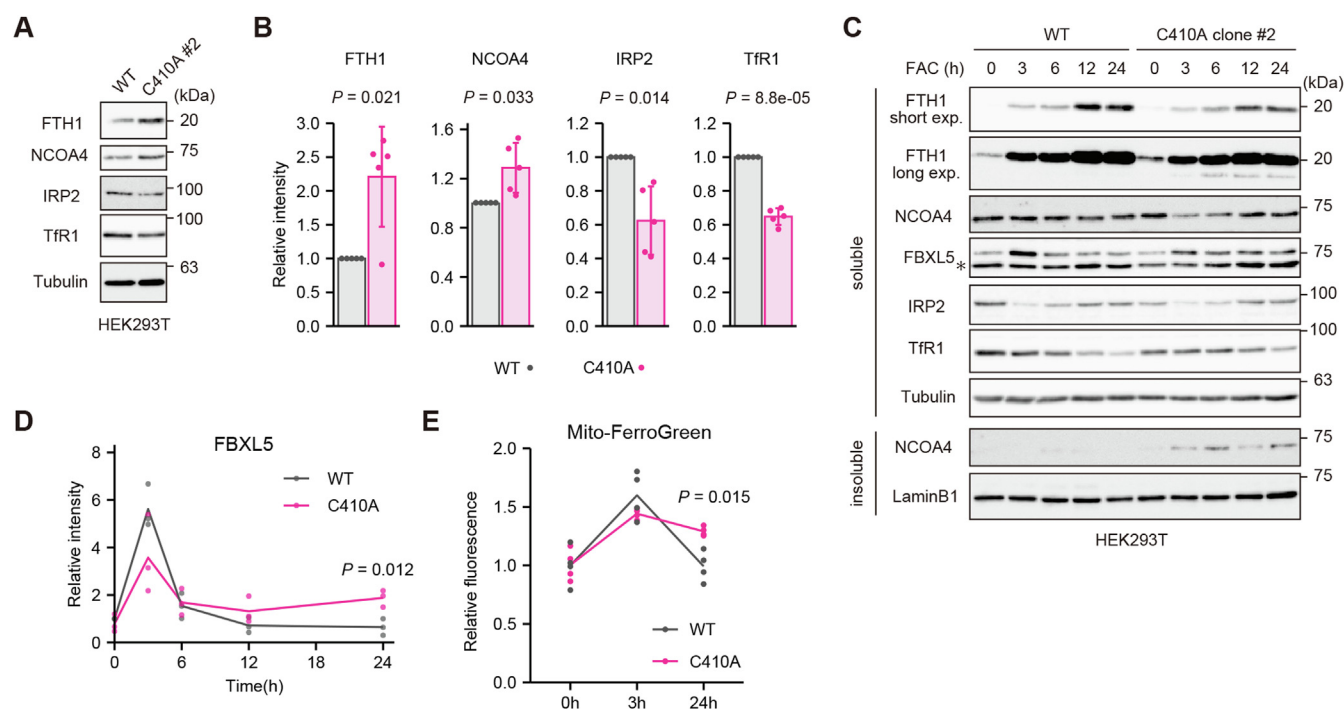 A
WT
C410A #2
(kDa)
FTH1
20
NCOA4
75
IRP2
100
TfR1
100
Tubulin
63
HEK293T
B
FTH1
NCOA4
IRP2
TfR1
P = 0.021
P = 0.033
P = 0.014
P = 8.8e-05
Relative intensity
3.0
2.5
2.0
1.5
1.0
0.5
0.0
1.6
1.2
0.8
0.4
0.0
1.2
1.0
0.8
0.6
0.4
0.2
0.0
1.2
1.0
0.8
0.6
0.4
0.2
0.0
WT
C410A
C
WT
C410A clone #2
FAC (h)
0 3 6 12 24 0 3 6 12 24
(kDa)
soluble
FTH1
short exp.
20
FTH1
long exp.
20
NCOA4
75
FBXL5
*
75
IRP2
100
TfR1
100
Tubulin
63
insoluble
NCOA4
75
LaminB1
75
HEK293T
D
FBXL5
WT
C410A
P = 0.012
Relative intensity
8
6
4
2
0
0 6 12 18 24
Time(h)
E
Mito-FerroGreen
P = 0.015
Relative fluorescence
2.0
1.5
1.0
0.5
0.0
WT
C410A
0h 3h 24h